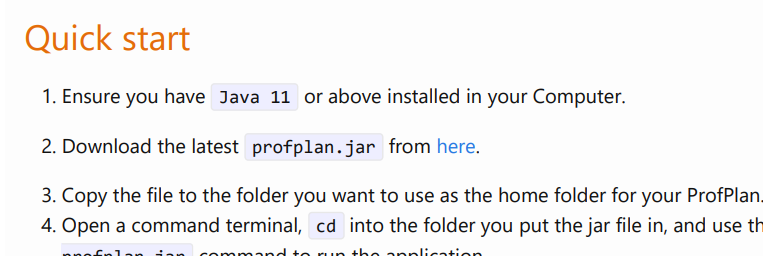 Quick start
1. Ensure you have Java 11 or above installed in your Computer.
2. Download the latest profplan.jar from here.
3. Copy the file to the folder you want to use as the home folder for your ProfPlan.
4. Open a command terminal, cd into the folder you put the jar file in, and use th
profplan.jar command to run the application